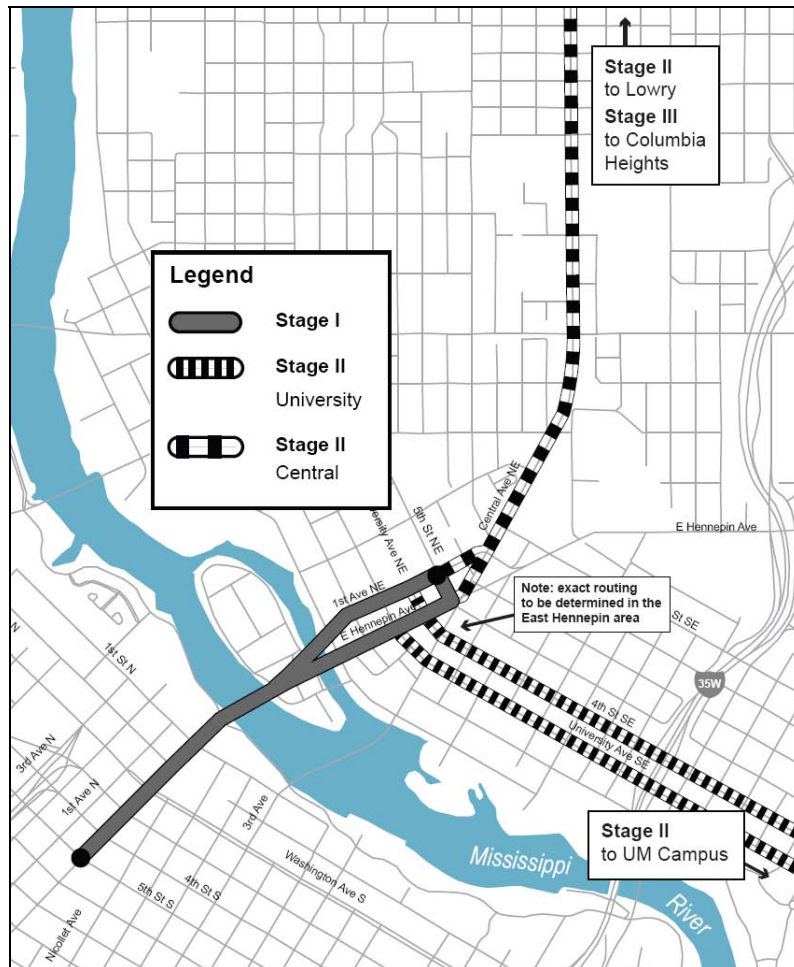 Stage II
to Lowry
Stage III
to Columbia
Heights
Legend
Stage I
Stage II
University
Stage II
Central
Central Ave NE
5th St NE
ersity Ave NE
E Hennepin Ave
1st Ave NE
E Hennepin Ave
Note: exact routing
to be determined in the
East Hennepin area
St SE
35W
4th St SE
University Ave SE
N
1st St N
3rd Ave N
1st Ave N
3rd Ave
Washington Ave S
4th St S
5th St S
Nicollet Ave
Stage II
to UM Campus
Mississippi
River